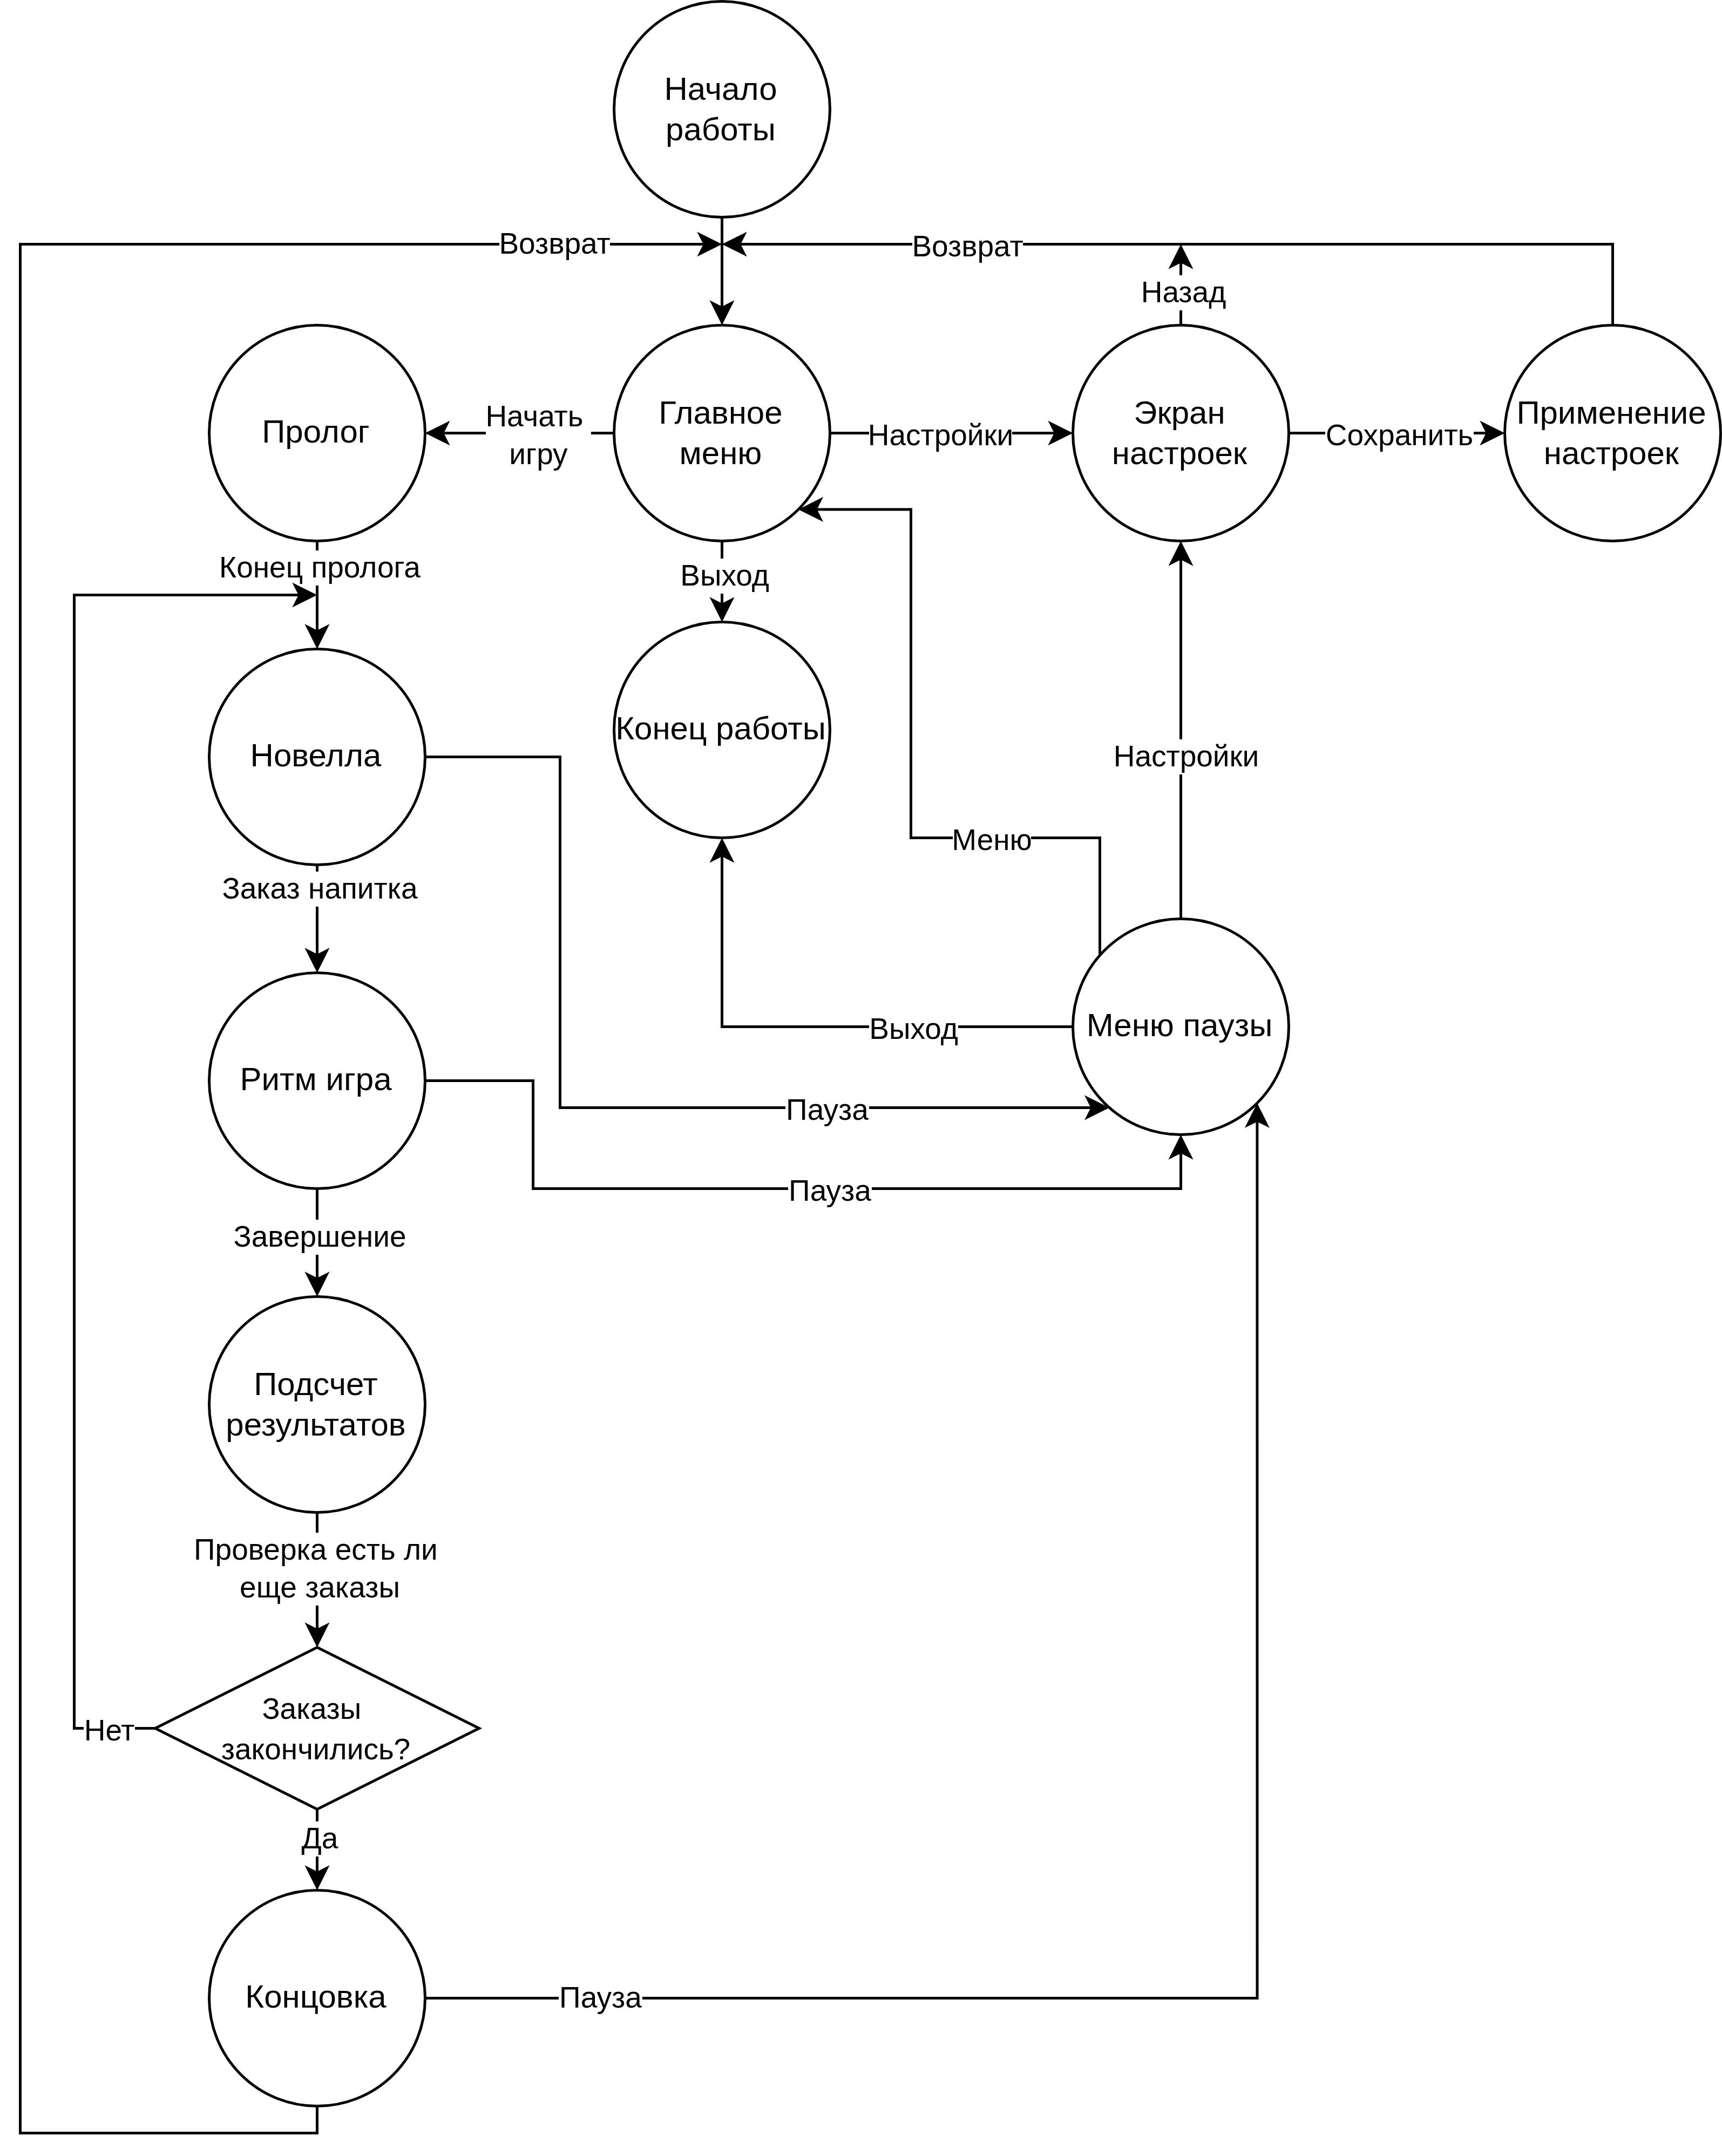 Начало
работы
Возврат
Возврат
Назад
Пролог
Начать
игру
Главное
меню
Настройки
Экран
настроек
Сохранить
Применение
настроек
Конец пролога
Выход
Новелла
Конец работы
Настройки
Меню
Заказ напитка
Ритм игра
Выход
Меню паузы
Пауза
Пауза
Завершение
Подсчет
результатов
Проверка есть ли
еще заказы
Заказы
закончились?
Нет
Да
Концовка
Пауза